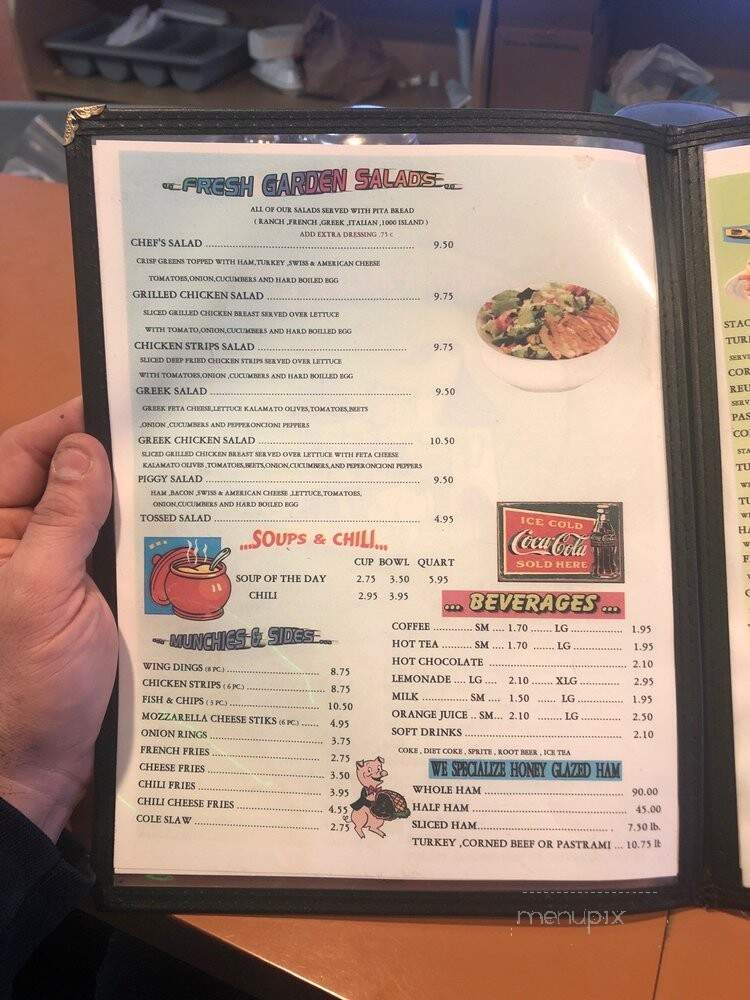 FRESH GARDEN SALADS
ALL OF OUR SALADS SERVED WITH PITA BREAD
( RANCH ,FRENCH ,GREEK ,ITALIAN ,1000 ISLAND )
ADD EXTRA DRESSING .75 c
CHEF'S SALAD ... 9.50
CRISP GREENS TOPPED WITH HAM,TURKEY ,SWISS & AMERICAN CHEESE
TOMATOES,ONION,CUCUMBERS AND HARD BOILED EGG
GRILLED CHICKEN SALAD ... 9.75
SLICED GRILLED CHICKEN BREAST SERVED OVER LETTUCE
WITH TOMATO,ONION,CUCUMBERS AND HARD BOILLED EGG
CHICKEN STRIPS SALAD ... 9.75
SLICED DEEP FRIED CHICKEN STRIPS SERVED OVER LETTUCE
WITH TOMATOES,ONION ,CUCUMBERS AND HARD BOILLED EGG
GREEK SALAD ... 9.50
GREEK FETA CHEESE,LETTUCE KALAMATO OLIVES,TOMATOES,BEETS
,ONION ,CUCUMBERS AND PEPPERONCINI PEPPERS
GREEK CHICKEN SALAD ... 10.50
SLICED GRILLED CHICKEN BREAST SERVED OVER LETTUCE WITH FETA CHEESE
KALAMATO OLIVES ,TOMATOES,BEETS,ONION,CUCUMBERS,AND PEPERONCIONI PEPPERS
PIGGY SALAD ... 9.50
HAM ,BACON ,SWISS & AMERICAN CHEESE ,LETTUCE,TOMATOES,
ONION,CUCUMBERS AND HARD BOILED EGG
TOSSED SALAD ... 4.95
...SOUPS & CHILI...
CUP BOWL QUART
SOUP OF THE DAY 2.75 3.50 5.95
CHILI 2.95 3.95
MUNCHIES & SIDES
WING DINGS (8 PC.) ... 8.75
CHICKEN STRIPS ( 6 PC.) ... 8.75
FISH & CHIPS ( 3 PC.) ... 10.50
MOZZARELLA CHEESE STIKS (6 PC.) ... 4.95
ONION RINGS ... 3.75
FRENCH FRIES ... 2.75
CHEESE FRIES ... 3.50
CHILI FRIES ... 3.95
CHILI CHEESE FRIES ... 4.55
COLE SLAW ... 2.75
ICE COLD
Coca-Cola
SOLD HERE
... BEVERAGES ...
COFFEE ... SM ... 1.70 ... LG ... 1.95
HOT TEA ... SM .... 1.70 ... LG ... 1.95
HOT CHOCOLATE ... 2.10
LEMONADE .... LG .... 2.10 ... XLG ... 2.95
MILK ... SM .... 1.50 ... LG ... 1.95
ORANGE JUICE .. SM... 2.10 ... LG ... 2.50
SOFT DRINKS ... 2.10
COKE , DIET COKE , SPRITE , ROOT BEER , ICE TEA
WE SPECIALIZE HONEY GLAZED HAM
WHOLE HAM ... 90.00
HALF HAM ... 45.00
SLICED HAM ... 7.50 lb.
TURKEY ,CORNED BEEF OR PASTRAMI ... 10.75 lb
menupix